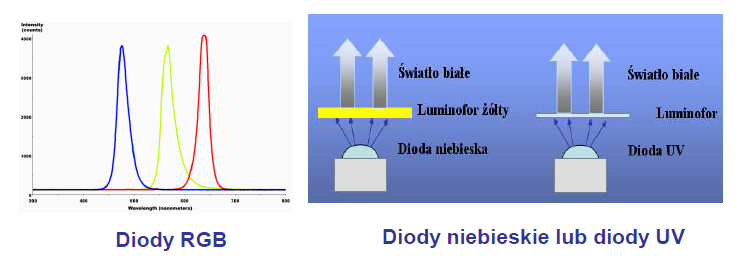 Intensity
(counts)
4000
3000
2000
1000
0
300
400
500
600
700
800
Wavelength (nanometers)
Diody RGB
Światło białe
Luminofor żółty
Dioda niebieska
Światło białe
Luminofor
Dioda UV
Diody niebieskie lub diody UV